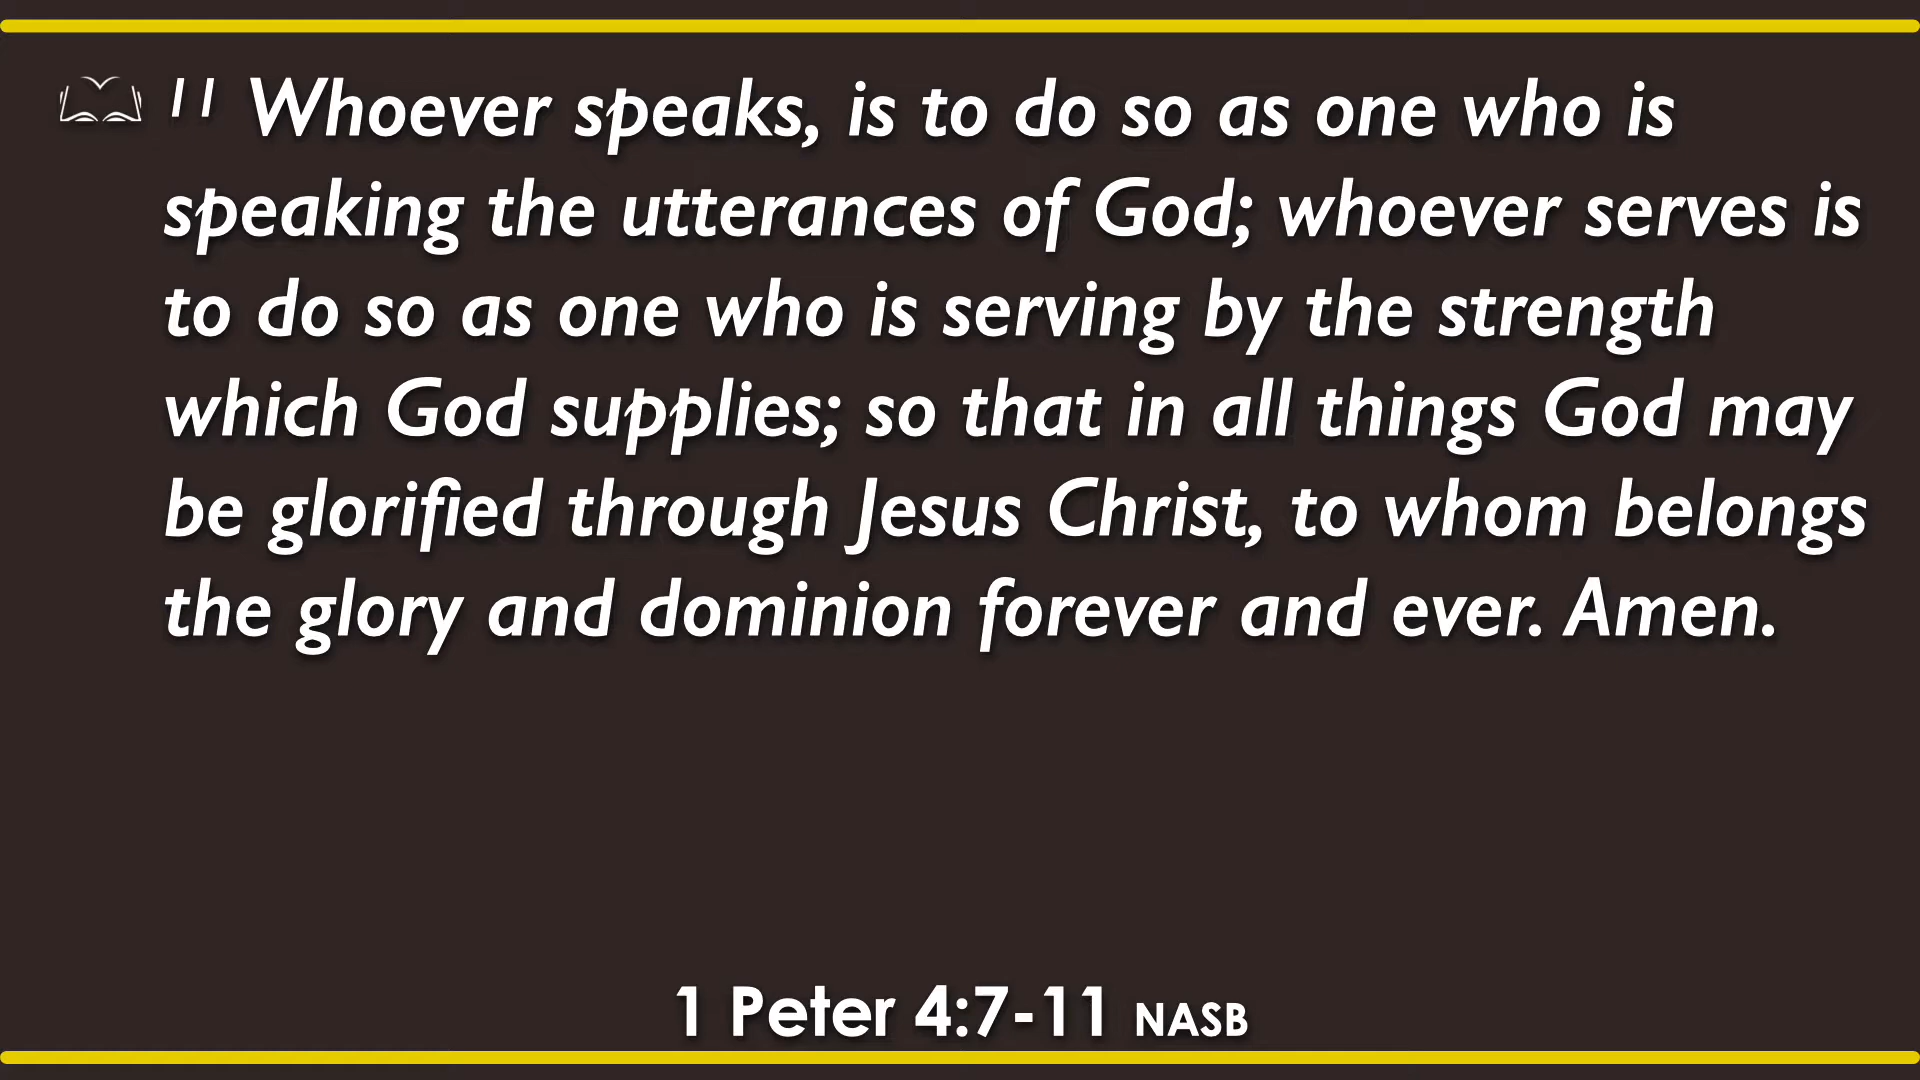 11 Whoever speaks, is to do so as one who is
speaking the utterances of God; whoever serves is
to do so as one who is serving by the strength
which God supplies; so that in all things God may
be glorified through Jesus Christ, to whom belongs
the glory and dominion forever and ever. Amen.
1 Peter 4:7-11 NASB